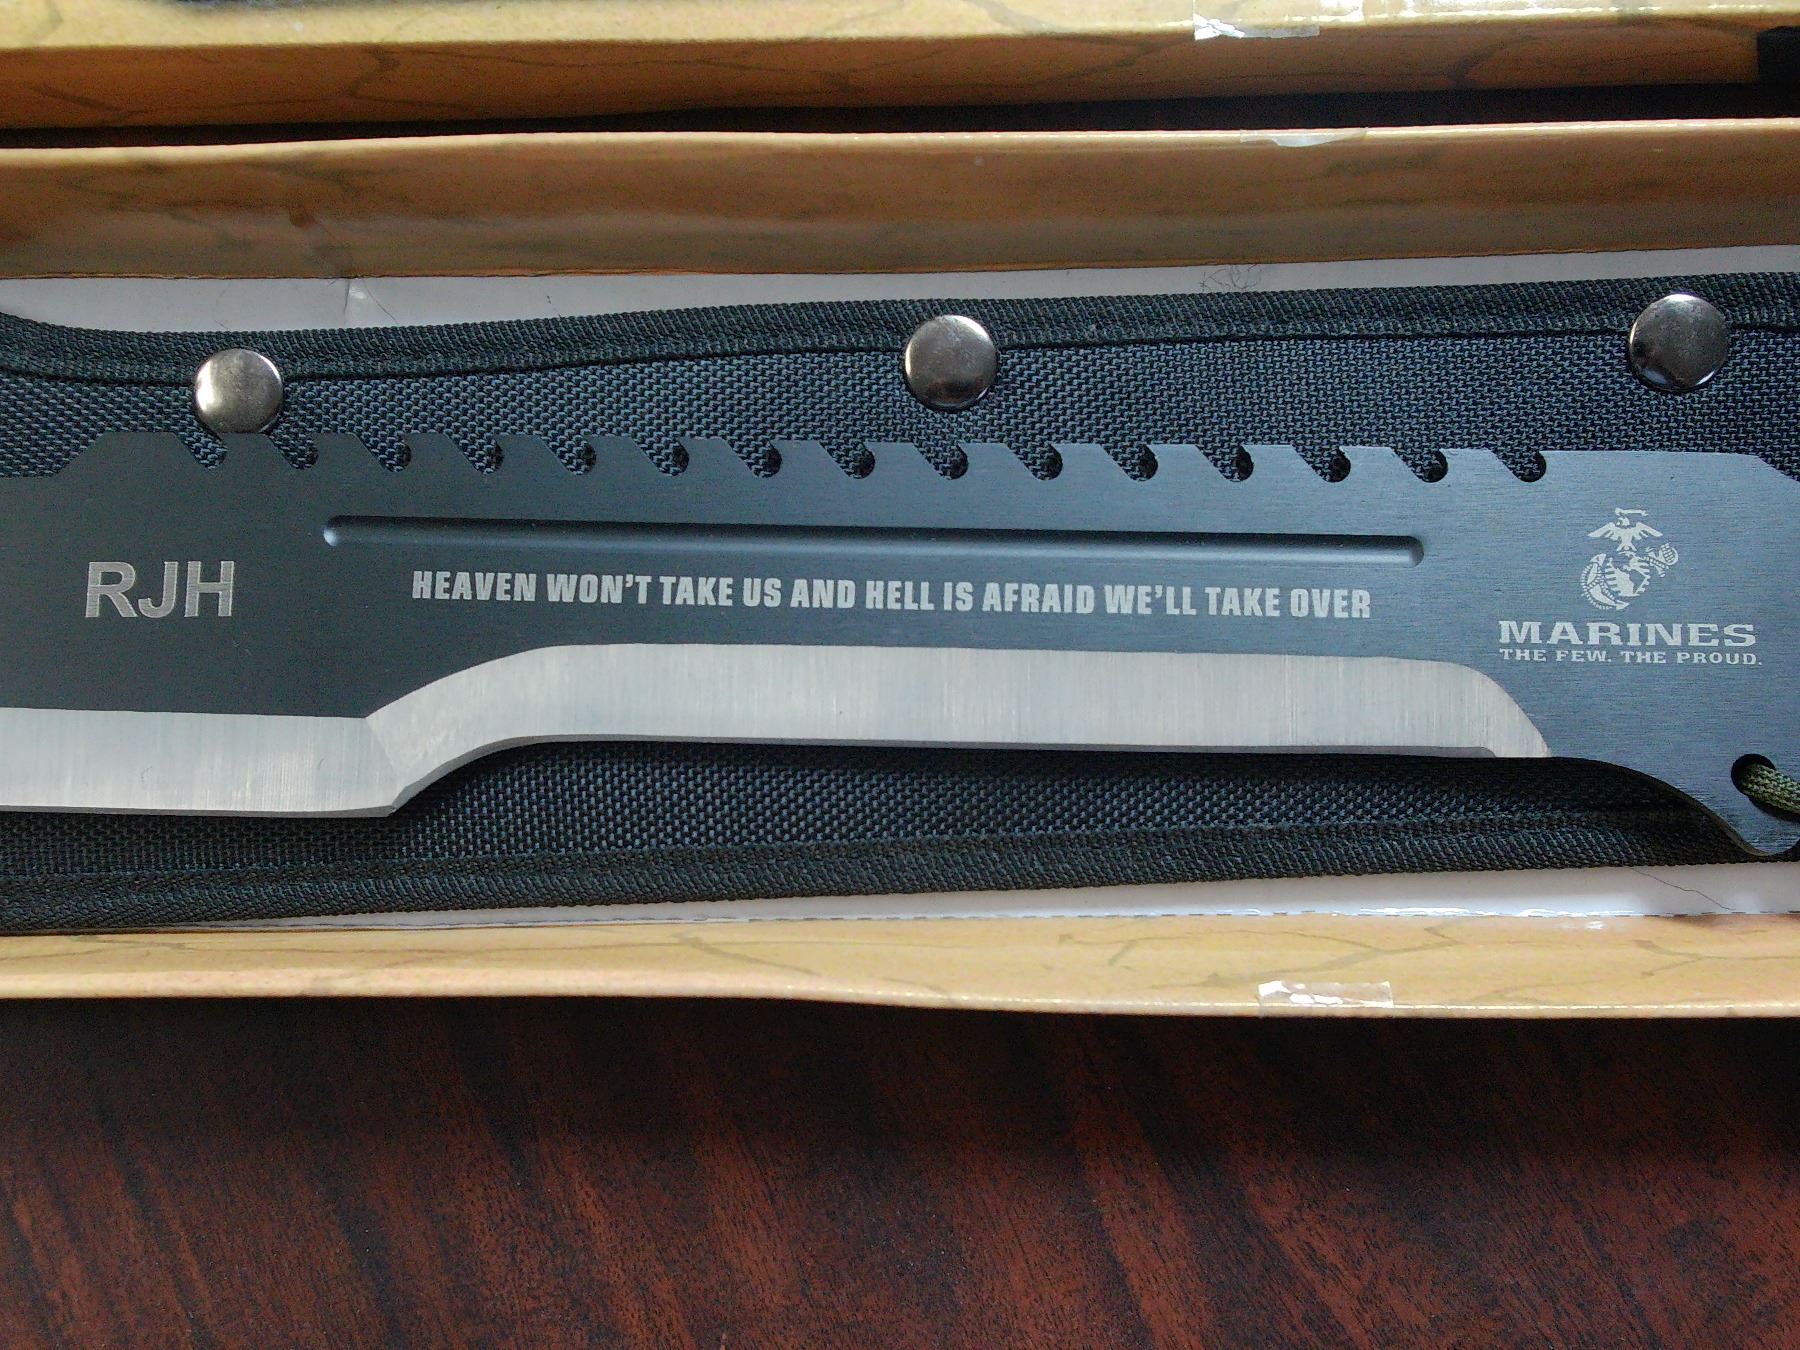 RJH
HEAVEN WON'T TAKE US AND HELL IS AFRAID WE'LL TAKE OVER
MARINES
THE FEW. THE PROUD.